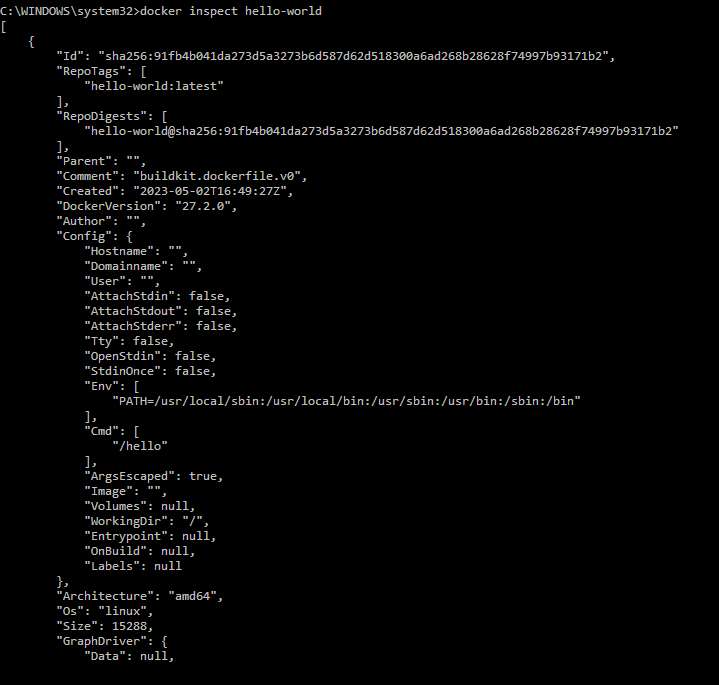 C:\WINDOWS\system32>docker inspect hello-world
[
    {
        "Id": "sha256:91fb4b041da273d5a3273b6d587d62d518300a6ad268b28628f74997b93171b2",
        "RepoTags": [
            "hello-world:latest"
        ],
        "RepoDigests": [
            "hello-world@sha256:91fb4b041da273d5a3273b6d587d62d518300a6ad268b28628f74997b93171b2"
        ],
        "Parent": "",
        "Comment": "buildkit.dockerfile.v0",
        "Created": "2023-05-02T16:49:27Z",
        "DockerVersion": "27.2.0",
        "Author": "",
        "Config": {
            "Hostname": "",
            "Domainname": "",
            "User": "",
            "AttachStdin": false,
            "AttachStdout": false,
            "AttachStderr": false,
            "Tty": false,
            "OpenStdin": false,
            "StdinOnce": false,
            "Env": [
                "PATH=/usr/local/sbin:/usr/local/bin:/usr/sbin:/usr/bin:/sbin:/bin"
            ],
            "Cmd": [
                "/hello"
            ],
            "ArgsEscaped": true,
            "Image": "",
            "Volumes": null,
            "WorkingDir": "/",
            "Entrypoint": null,
            "OnBuild": null,
            "Labels": null
        },
        "Architecture": "amd64",
        "Os": "linux",
        "Size": 15288,
        "GraphDriver": {
            "Data": null,